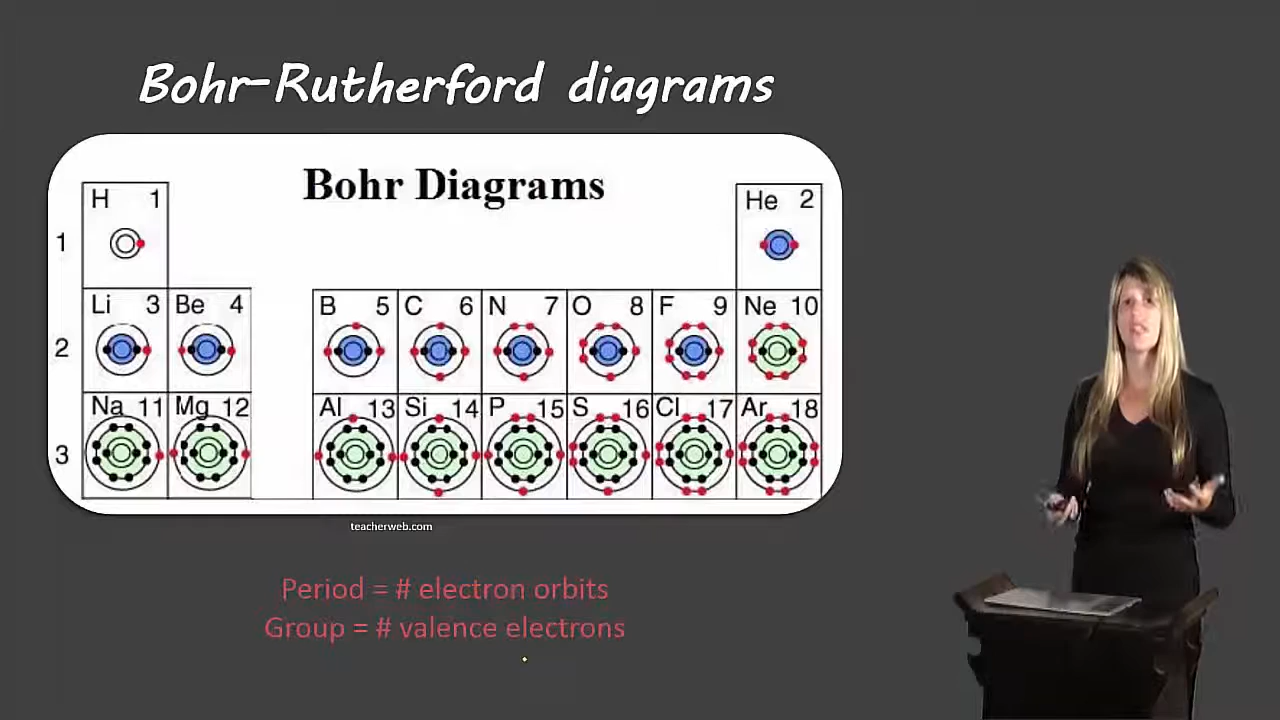 Bohr-Rutherford diagrams
Bohr Diagrams
H 1
He 2
1
Li 3
Be 4
B 5
C 6
N 7
O 8
F 9
Ne 10
2
Na 11
Mg 12
Al 13
Si 14
P 15
S 16
Cl 17
Ar 18
3
teacherweb.com
Period = # electron orbits
Group = # valence electrons